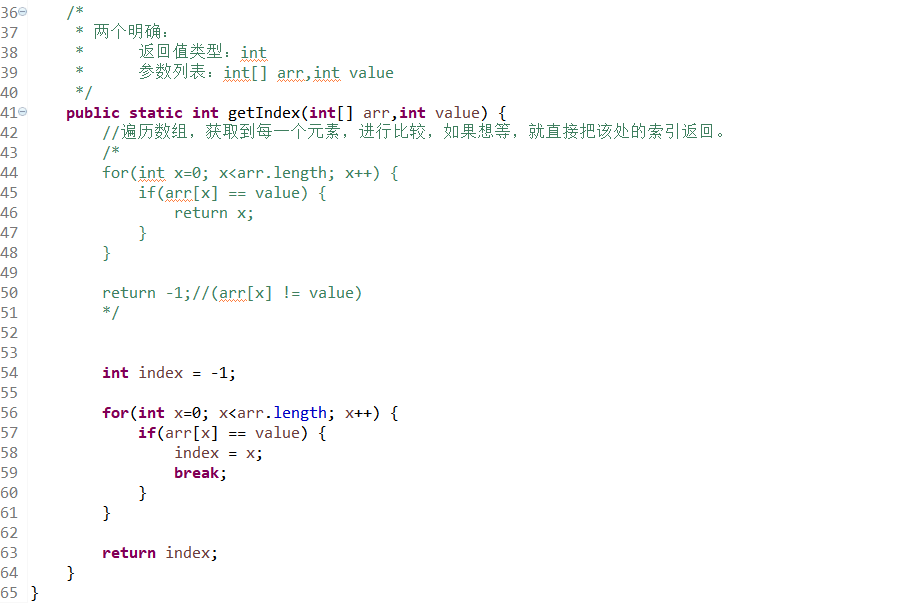 36 /*
37 * 两个明确：
38 * 返回值类型：int
39 * 参数列表：int[] arr,int value
40 */
41 public static int getIndex(int[] arr,int value) {
42 //遍历数组，获取到每一个元素，进行比较，如果想等，就直接把该处的索引返回。
43 /*
44 for(int x=0; x<arr.length; x++) {
45 if(arr[x] == value) {
46 return x;
47 }
48 }
49
50 return -1;//(arr[x] != value)
51 */
52
53
54 int index = -1;
55
56 for(int x=0; x<arr.length; x++) {
57 if(arr[x] == value) {
58 index = x;
59 break;
60 }
61 }
62
63 return index;
64 }
65 }